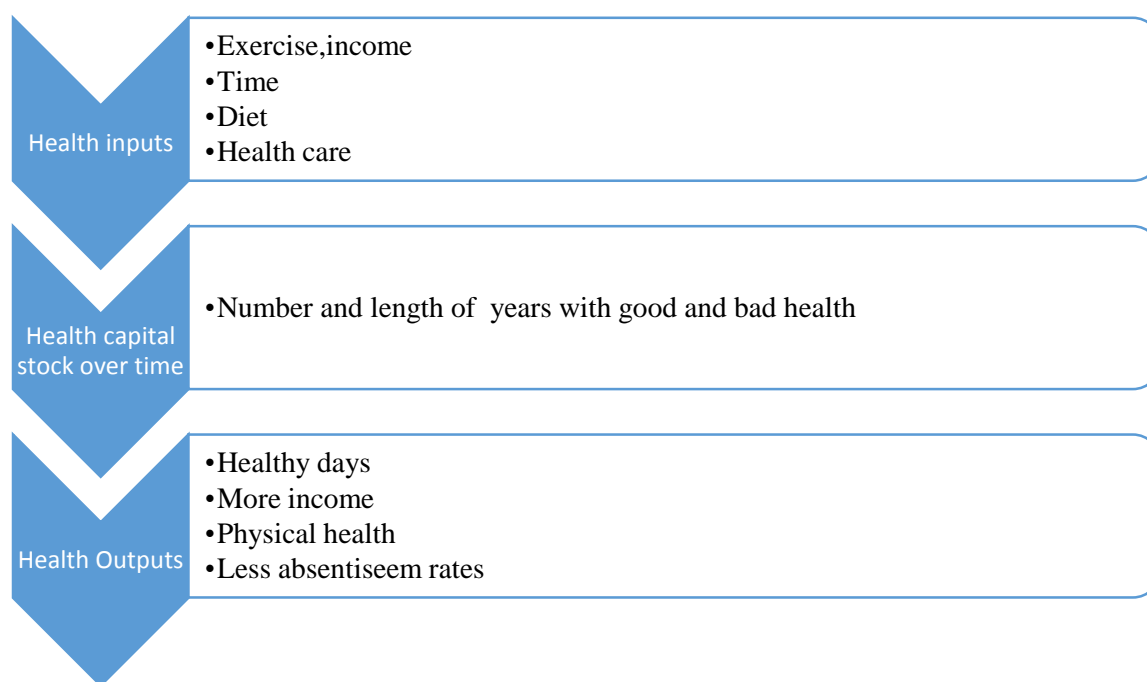 Health inputs
•Exercise,income
•Time
•Diet
•Health care
Health capital
stock over time
•Number and length of  years with good and bad health
Health Outputs
•Healthy days
•More income
•Physical health
•Less absentiseem rates